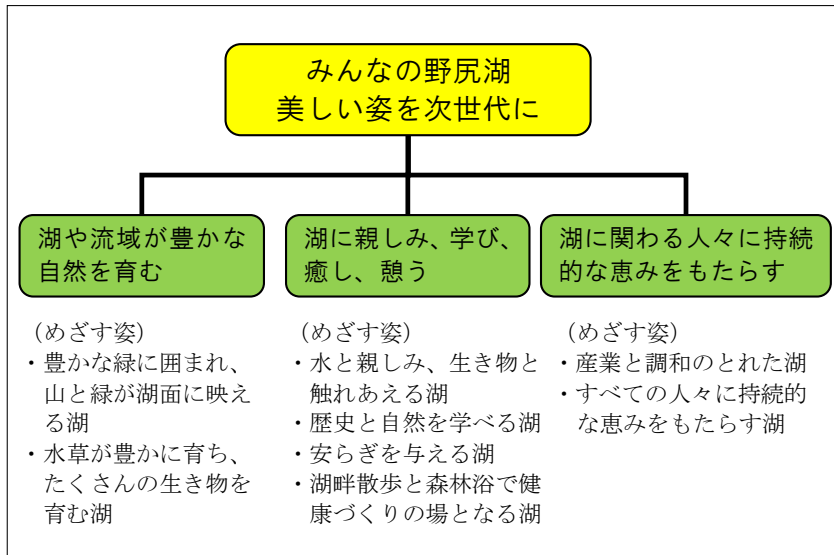 みんなの野尻湖
美しい姿を次世代に
湖や流域が豊かな
自然を育む
(めざす姿)
・豊かな緑に囲まれ、
山と緑が湖面に映え
る湖
・水草が豊かに育ち、
たくさんの生き物を
育む湖
湖に親しみ、学び、
癒し、憩う
(めざす姿)
・水と親しみ、生き物と
触れあえる湖
・歴史と自然を学べる湖
・安らぎを与える湖
・湖畔散歩と森林浴で健
康づくりの場となる湖
湖に関わる人々に持続
的な恵みをもたらす
(めざす姿)
・産業と調和のとれた湖
・すべての人々に持続的
な恵みをもたらす湖